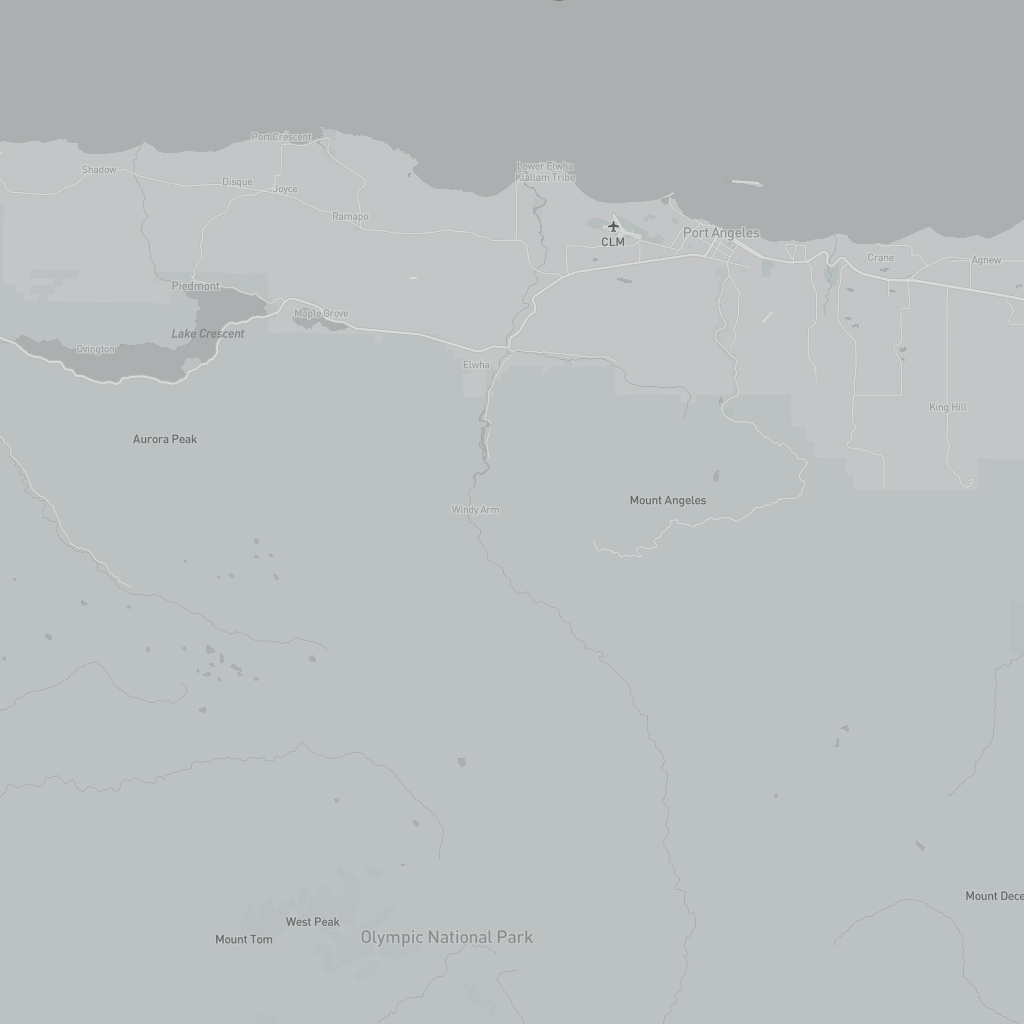 Port Crescent
Shadow
Lower Elwha
Klallam Tribe
Disque
Joyce
Ramapo
Port Angeles
CLM
Crane
Agnew
Piedmont
Maple Grove
Lake Crescent
Ovington
Elwha
King Hill
Aurora Peak
Mount Angeles
Windy Arm
Mount Dece
West Peak
Mount Tom
Olympic National Park